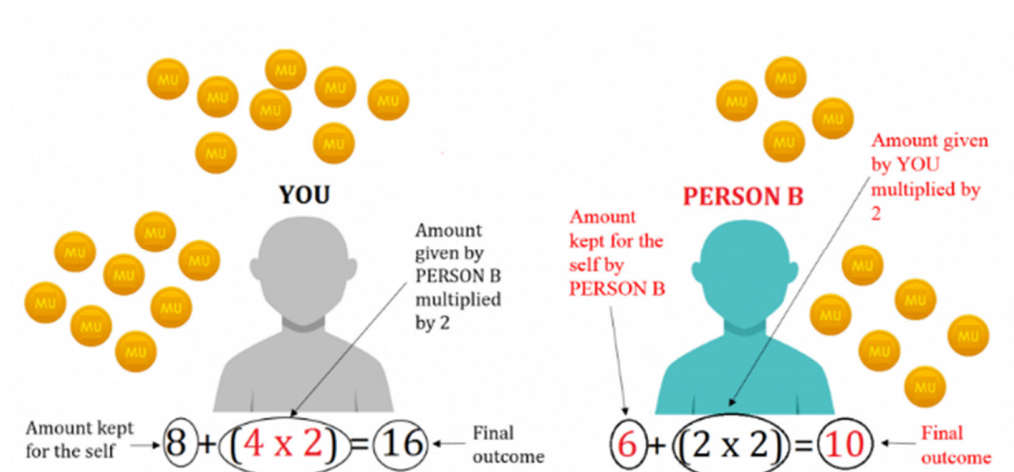 MU MU MU MU MU MU
MU MU
MU MU MU MU
YOU
MU MU MU MU
MU MU MU MU
Amount
given by
PERSON B
multiplied
by 2
Amount kept
for the self
8+(4 x 2)=16
Final
outcome
PERSON B
Amount given
by YOU
multiplied by
2
Amount
kept for the
self by
PERSON B
MU MU MU
MU MU MU
6+(2 x 2)=10
Final
outcome